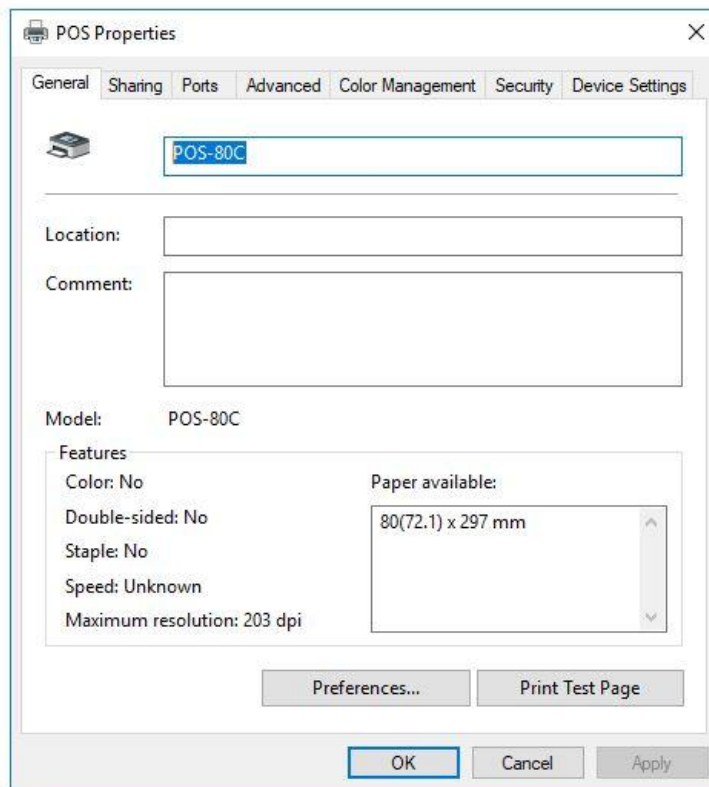 POS Properties
General Sharing Ports Advanced Color Management Security Device Settings
POS-80C
Location:
Comment:
Model: POS-80C
Features
Color: No
Paper available:
Double-sided: No
80(72.1) x 297 mm
Staple: No
Speed: Unknown
Maximum resolution: 203 dpi
Preferences... Print Test Page
OK Cancel Apply